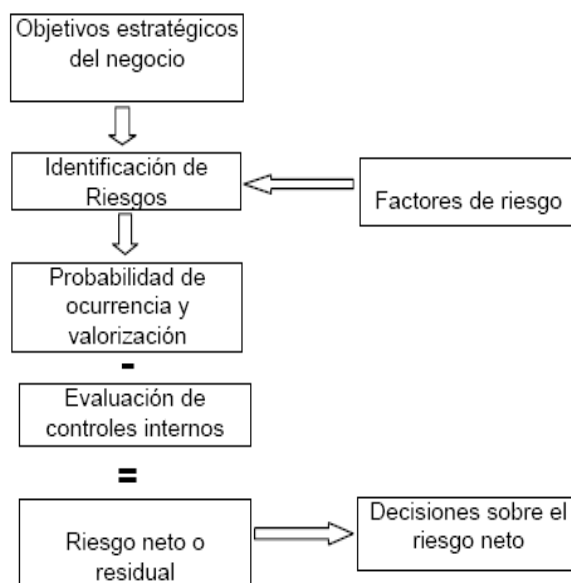 Objetivos estratégicos
del negocio
Identificación de
Riesgos
Factores de riesgo
Probabilidad de
ocurrencia y
valorización
-
Evaluación de
controles internos
=
Riesgo neto o
residual
Decisiones sobre el
riesgo neto